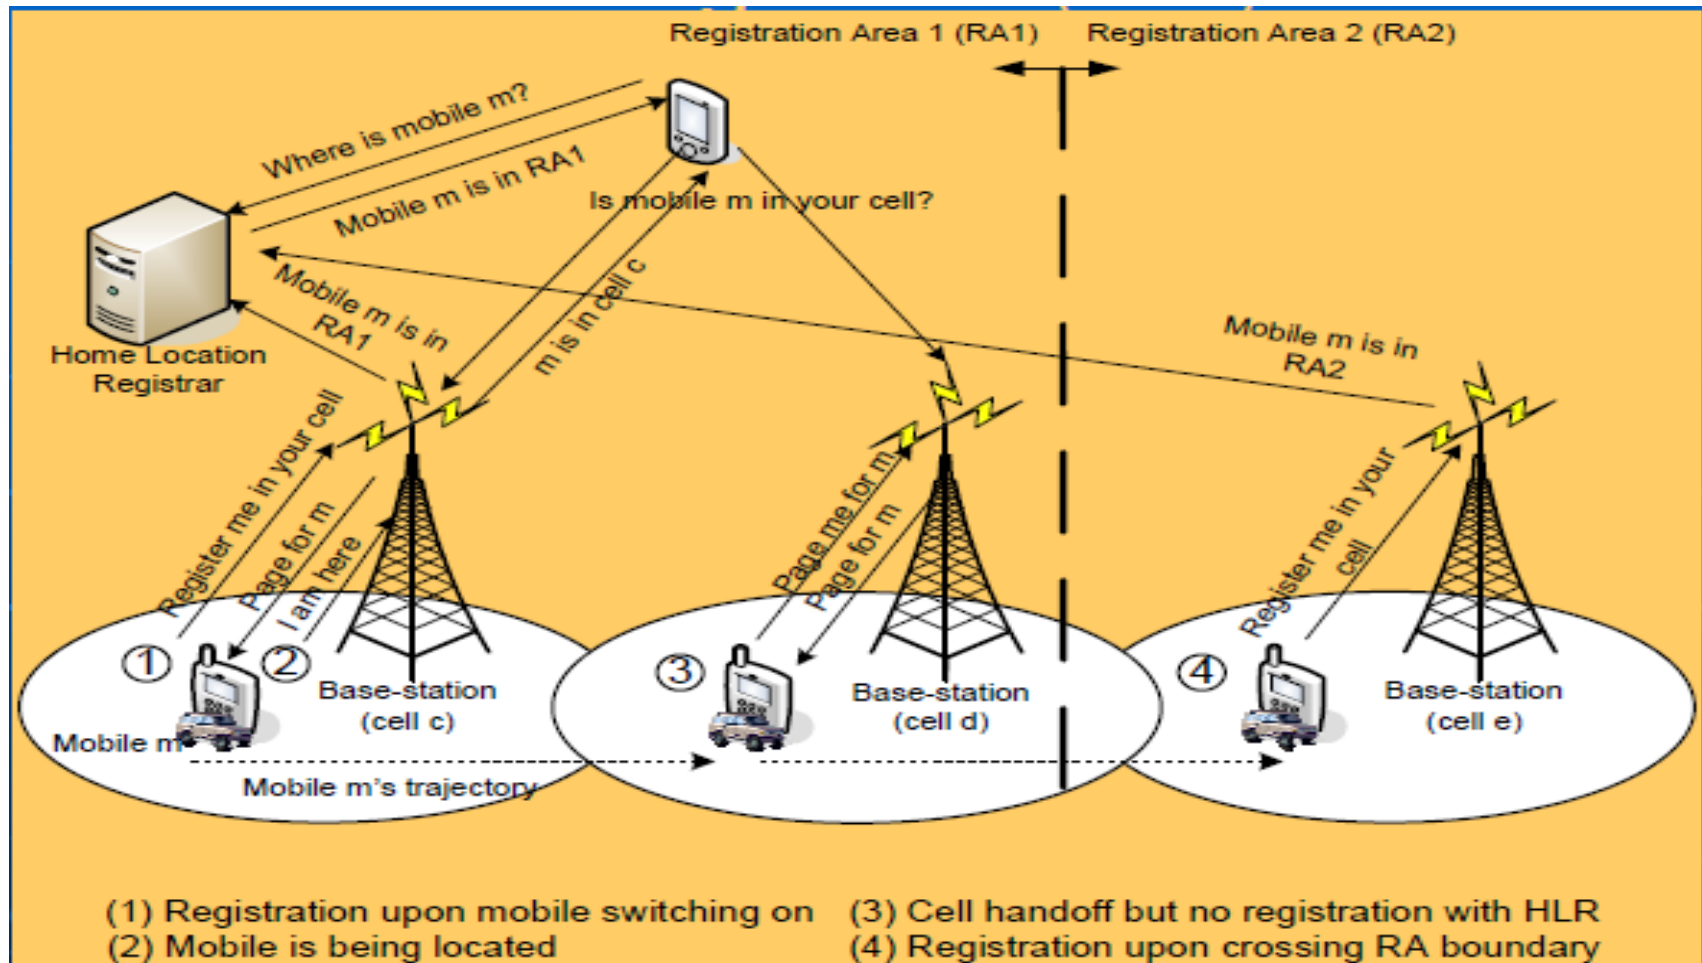 Registration Area 1 (RA1)
Registration Area 2 (RA2)
Where is mobile m?
Mobile m is in RA1
Is mobile m in your cell?
Home Location
Registrar
Mobile m is in
RA1
m is in cell c
Mobile m is in
RA2
Register me in your cell
Page for m
I am here
Page me for m
Page for m
Register me in your
cell
1
2
3
4
Base-station
(cell c)
Base-station
(cell d)
Base-station
(cell e)
Mobile m
Mobile m's trajectory
(1) Registration upon mobile switching on
(2) Mobile is being located
(3) Cell handoff but no registration with HLR
(4) Registration upon crossing RA boundary